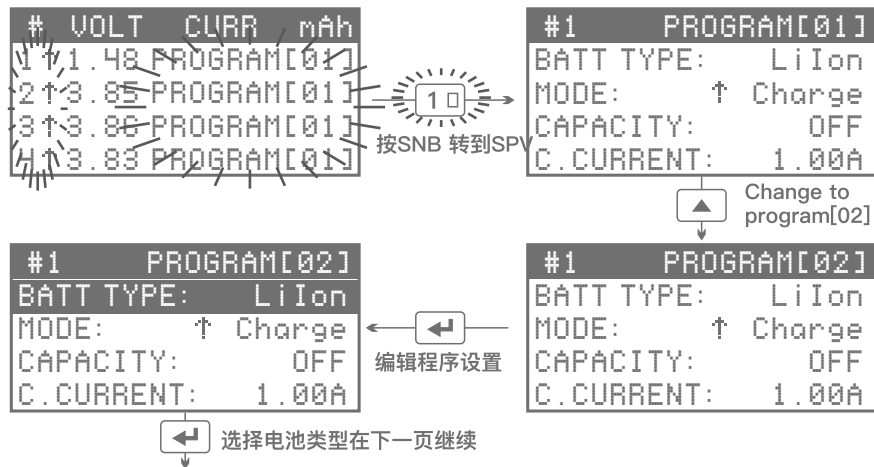 # VOLT CURR mAh
1↑1.48 PROGRAM[01]
2↑3.85 PROGRAM[01]
3↑3.86 PROGRAM[01]
4↑3.83 PROGRAM[01]
1
按SNB 转到SPV
#1 PROGRAM[01]
BATT TYPE: LiIon
MODE: ↑ Charge
CAPACITY: OFF
C.CURRENT: 1.00A
Change to
program[02]
#1 PROGRAM[02]
BATT TYPE: LiIon
MODE: ↑ Charge
CAPACITY: OFF
C.CURRENT: 1.00A
编辑程序设置
#1 PROGRAM[02]
BATT TYPE: LiIon
MODE: ↑ Charge
CAPACITY: OFF
C.CURRENT: 1.00A
选择电池类型在下一页继续